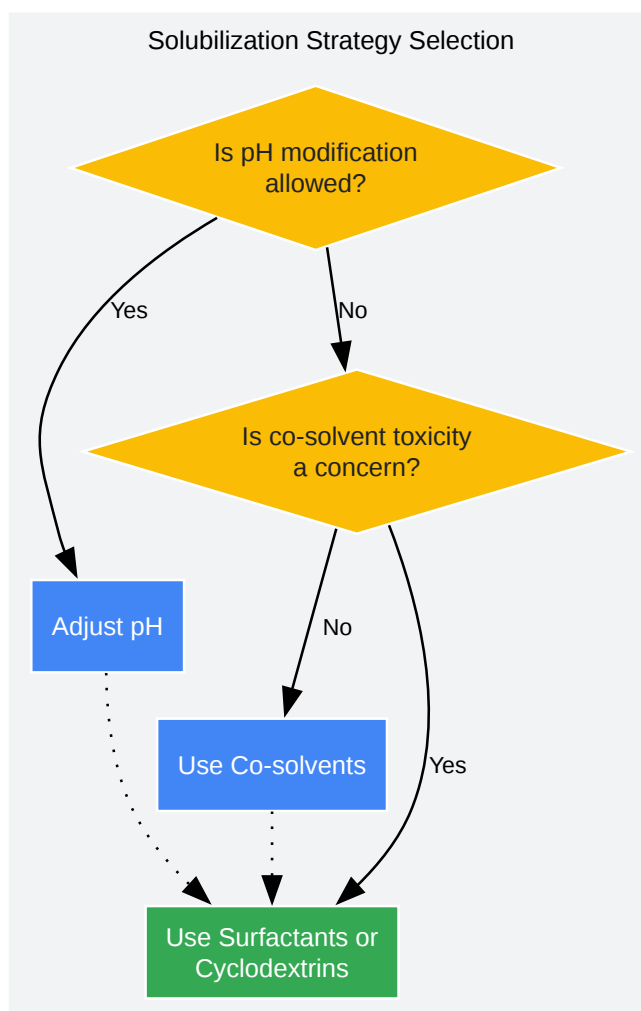 Solubilization Strategy Selection
Is pH modification
allowed?
Yes
No
Is co-solvent toxicity
a concern?
Adjust pH
No
Use Co-solvents
Yes
Use Surfactants or
Cyclodextrins